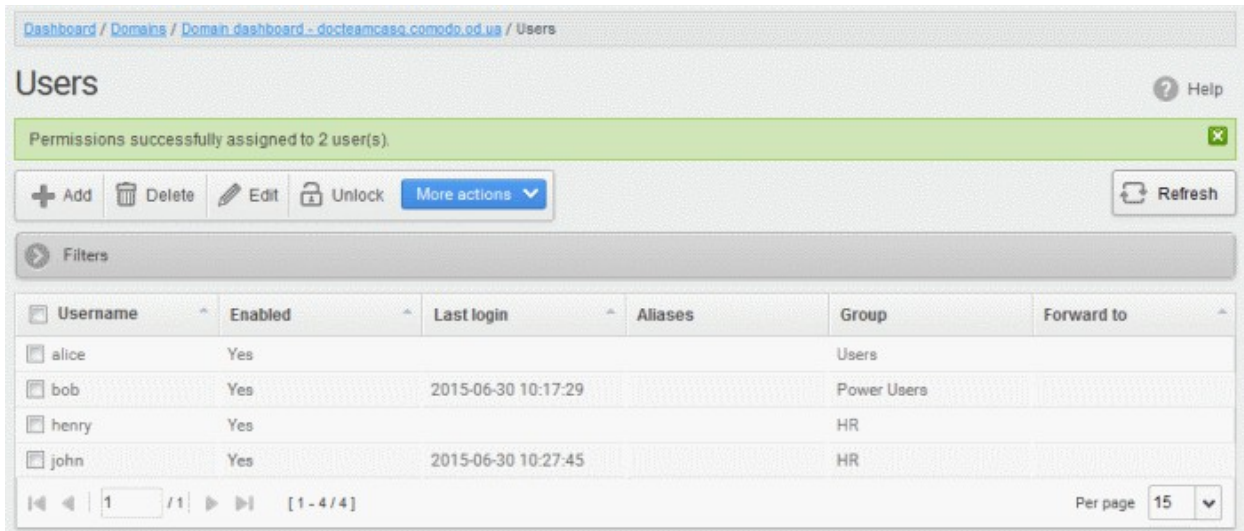 Dashboard / Domains / Domain dashboard - docteamcasg.comodo.od.ua / Users
Users
Help
Permissions successfully assigned to 2 user(s).
Add Delete Edit Unlock More actions Refresh
Filters
Username Enabled Last login Aliases Group Forward to
alice Yes Users
bob Yes 2015-06-30 10:17:29 Power Users
henry Yes HR
john Yes 2015-06-30 10:27:45 HR
1 / 1 [ 1 - 4 / 4 ] Per page 15